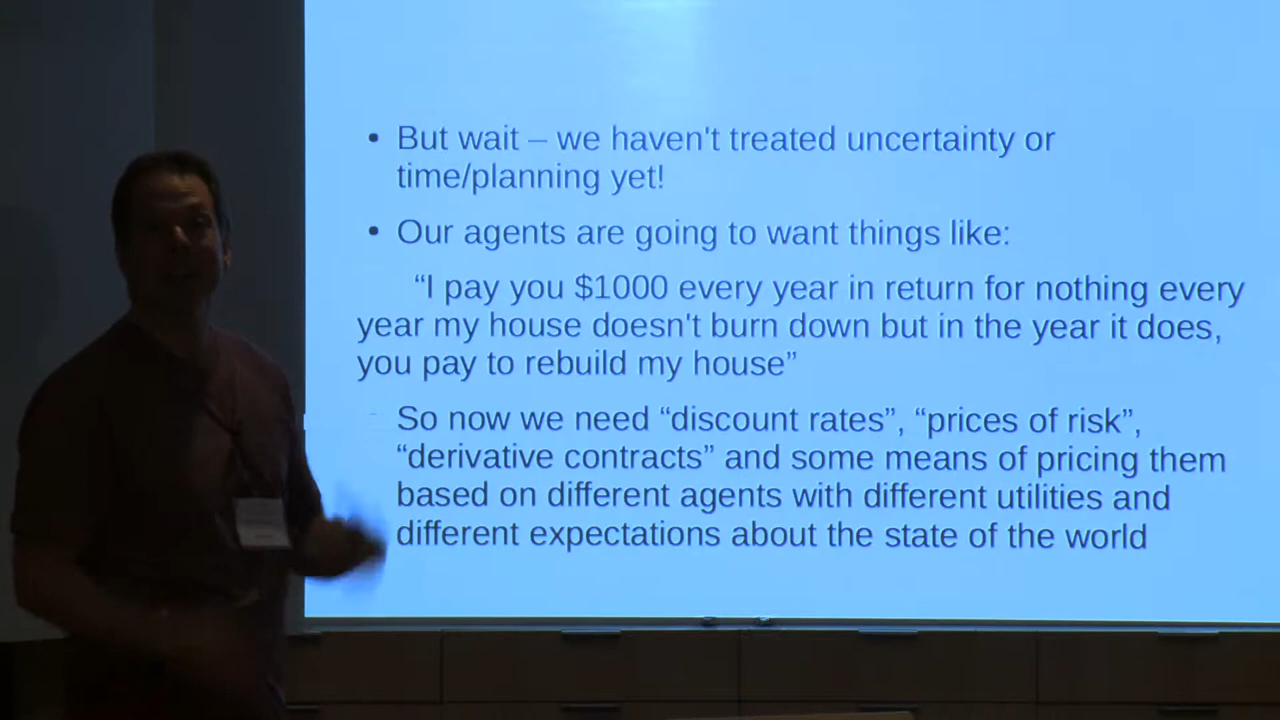 • But wait – we haven't treated uncertainty or
time/planning yet!
• Our agents are going to want things like:
“I pay you $1000 every year in return for nothing every
year my house doesn't burn down but in the year it does,
you pay to rebuild my house”
So now we need “discount rates”, “prices of risk”,
“derivative contracts” and some means of pricing them
based on different agents with different utilities and
different expectations about the state of the world